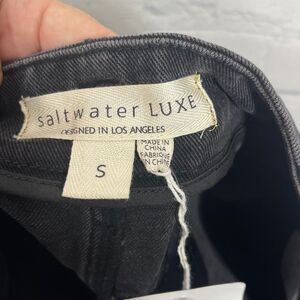 saltwater LUXE
DESIGNED IN LOS ANGELES
S
MADE IN
CHINA
FABRIQUE
EN CHINE